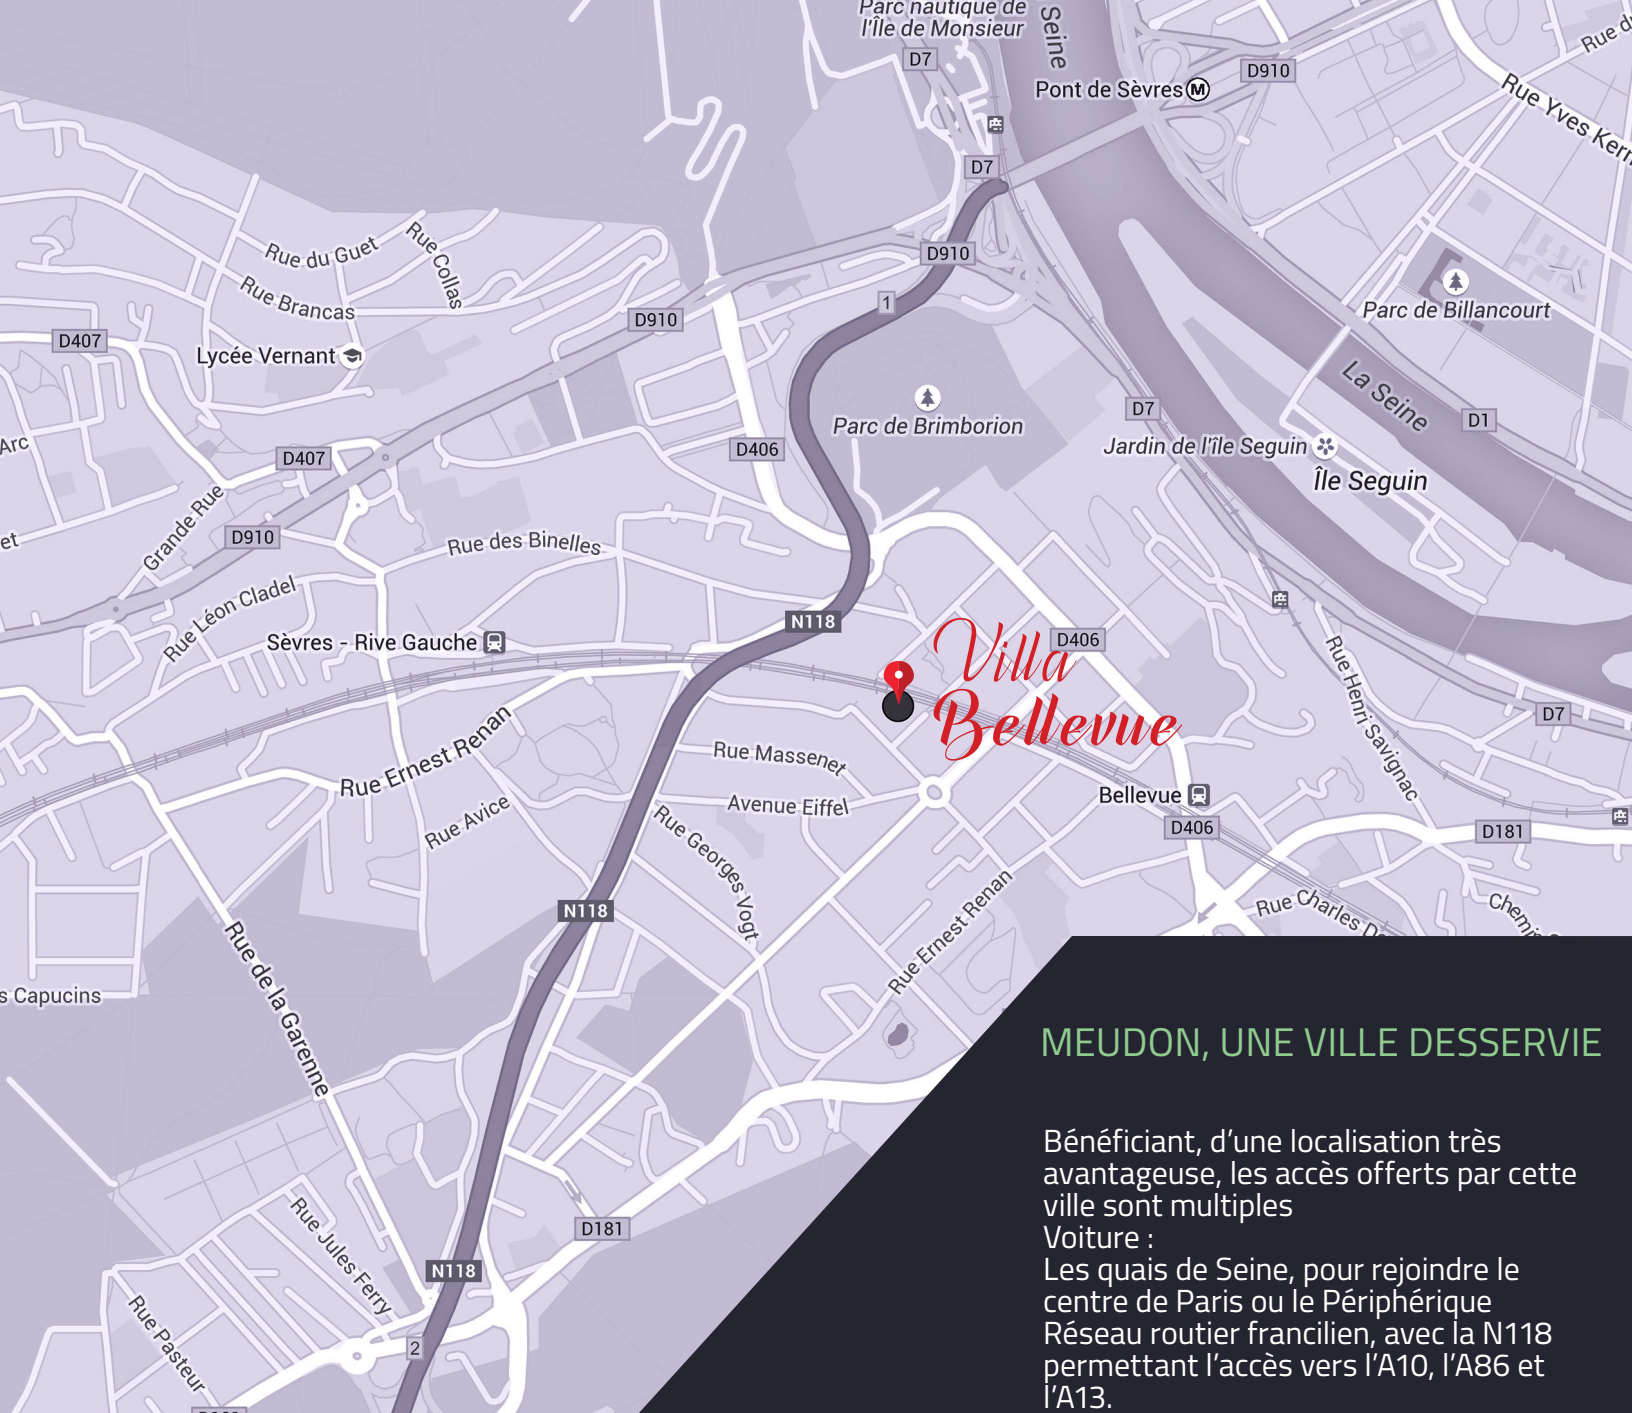 Parc nautique de
l'Île de Monsieur
Seine
D7
Pont de Sèvres M
D910
Rue Yves Kerm
D7
D910
1
Rue du Guet
Rue Collas
Rue Brancas
D910
D407
Lycée Vernant
Parc de Billancourt
La Seine
Parc de Brimborion
D7
D1
Arc
D407
D406
Jardin de l'île Seguin
Île Seguin
Grande Rue
et
D910
Rue des Binelles
Rue Léon Cladel
N118
Sèvres - Rive Gauche
Villa
Bellevue
D406
Rue Henri Savignac
D7
Rue Ernest Renan
Rue Massenet
Avenue Eiffel
Bellevue
Rue Avice
D406
D181
Rue Georges Vogt
N118
Rue Ernest Renan
Rue Charles De
Chemin
Rue de la Garenne
s Capucins
MEUDON, UNE VILLE DESSERVIE
Bénéficiant, d'une localisation très
avantageuse, les accès offerts par cette
ville sont multiples
Voiture :
Les quais de Seine, pour rejoindre le
centre de Paris ou le Périphérique
Réseau routier francilien, avec la N118
permettant l'accès vers l'A10, l'A86 et
l'A13.
D181
Rue Jules Ferry
N118
Rue Pasteur
2